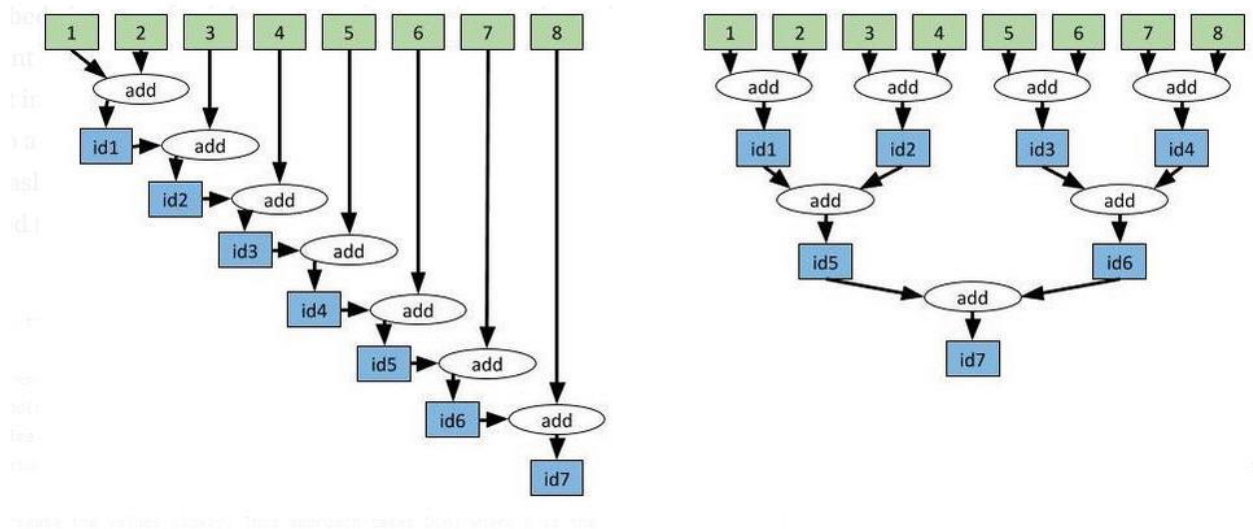 1 2 3 4 5 6 7 8 1 2 3 4 5 6 7 8
add add add add add
id1 add id1 id2 id3 id4
id2 add add add
id3 add id5 id6
id4 add add
id5 add id7
id6 add
id7